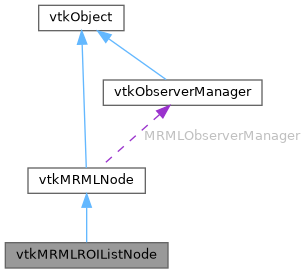 vtkObject
vtkObserverManager
MRMLObserverManager
vtkMRMLNode
vtkMRMLROIListNode